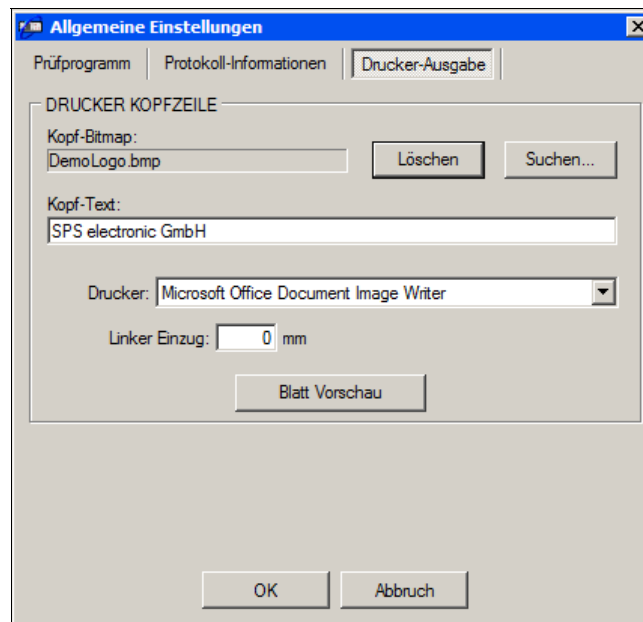 Allgemeine Einstellungen
Prüfprogramm Protokoll-Informationen Drucker-Ausgabe
DRUCKER KOPFZEILE
Kopf-Bitmap:
DemoLogo.bmp Löschen Suchen...
Kopf-Text:
SPS electronic GmbH
Drucker: Microsoft Office Document Image Writer
Linker Einzug: 0 mm
Blatt Vorschau
OK Abbruch